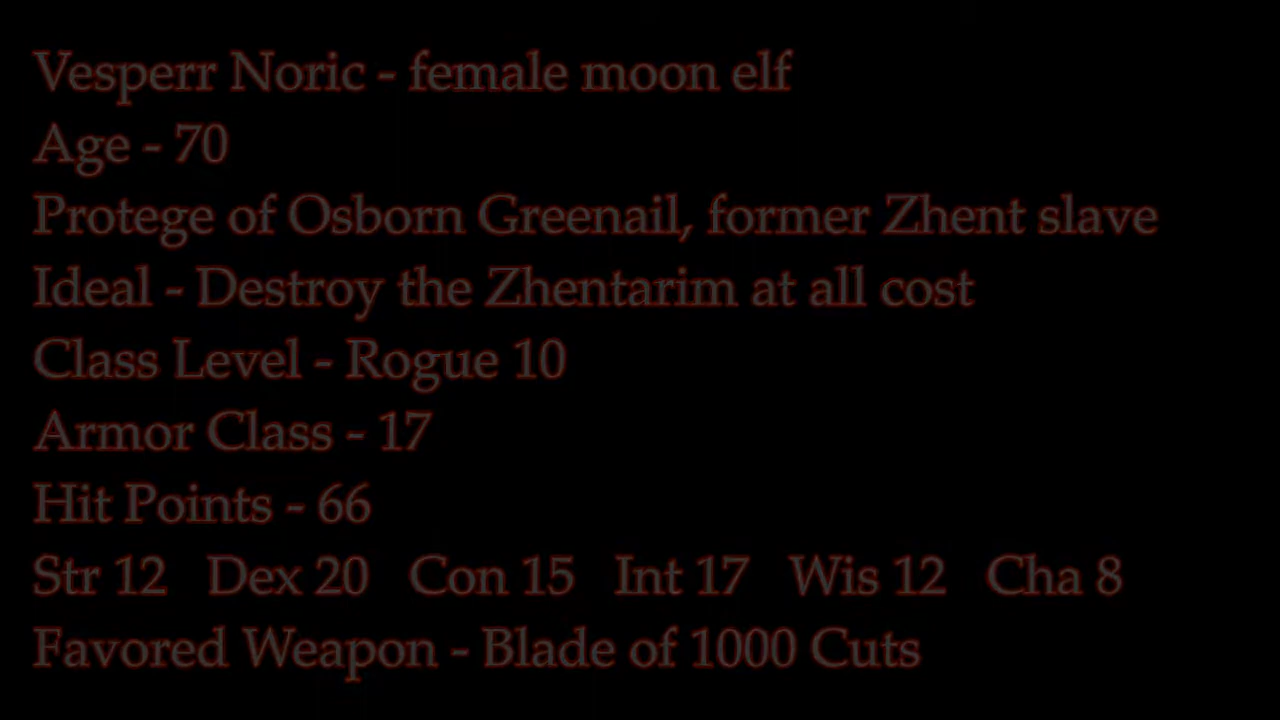 Vesperr Noric - female moon elf
Age - 70
Protege of Osborn Greenail, former Zhent slave
Ideal - Destroy the Zhentarim at all cost
Class Level - Rogue 10
Armor Class - 17
Hit Points - 66
Str 12 Dex 20 Con 15 Int 17 Wis 12 Cha 8
Favored Weapon - Blade of 1000 Cuts